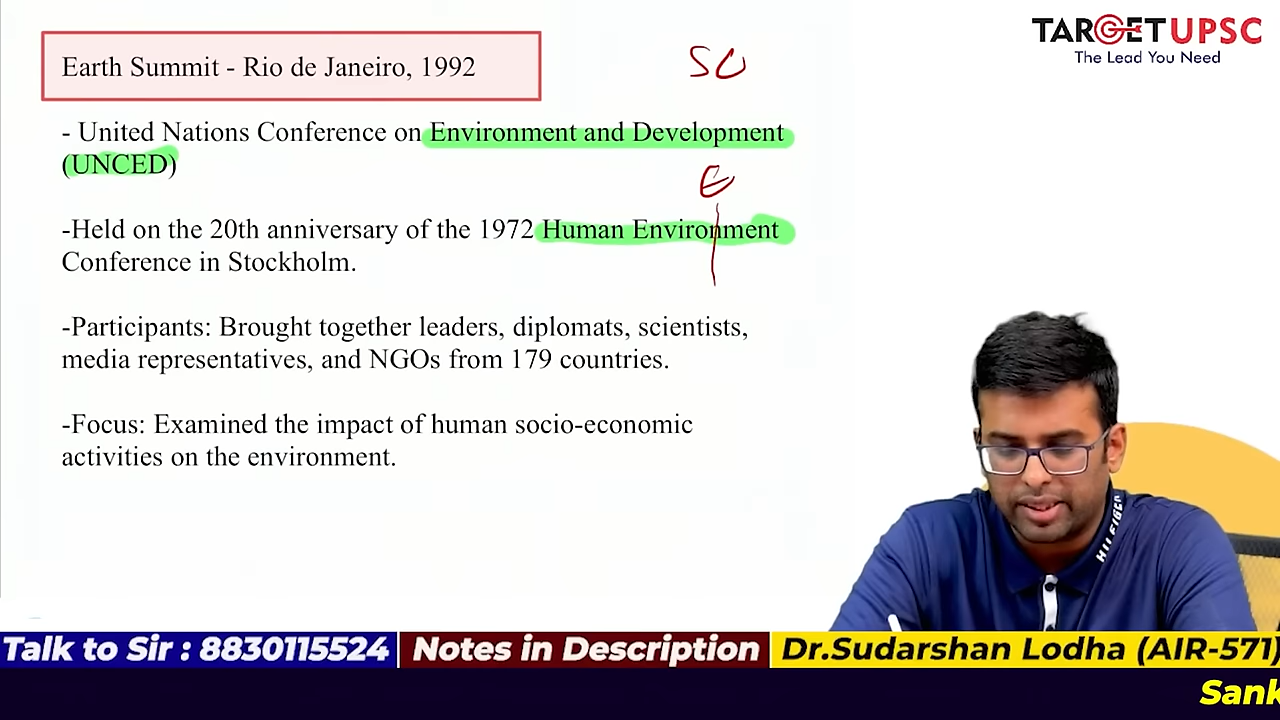 TARGETUPSC
The Lead You Need
Earth Summit - Rio de Janeiro, 1992
- United Nations Conference on Environment and Development
(UNCED)
-Held on the 20th anniversary of the 1972 Human Environment
Conference in Stockholm.
-Participants: Brought together leaders, diplomats, scientists,
media representatives, and NGOs from 179 countries.
-Focus: Examined the impact of human socio-economic
activities on the environment.
HILFIGER
Talk to Sir : 8830115524 Notes in Description Dr.Sudarshan Lodha (AIR-571)
Sank